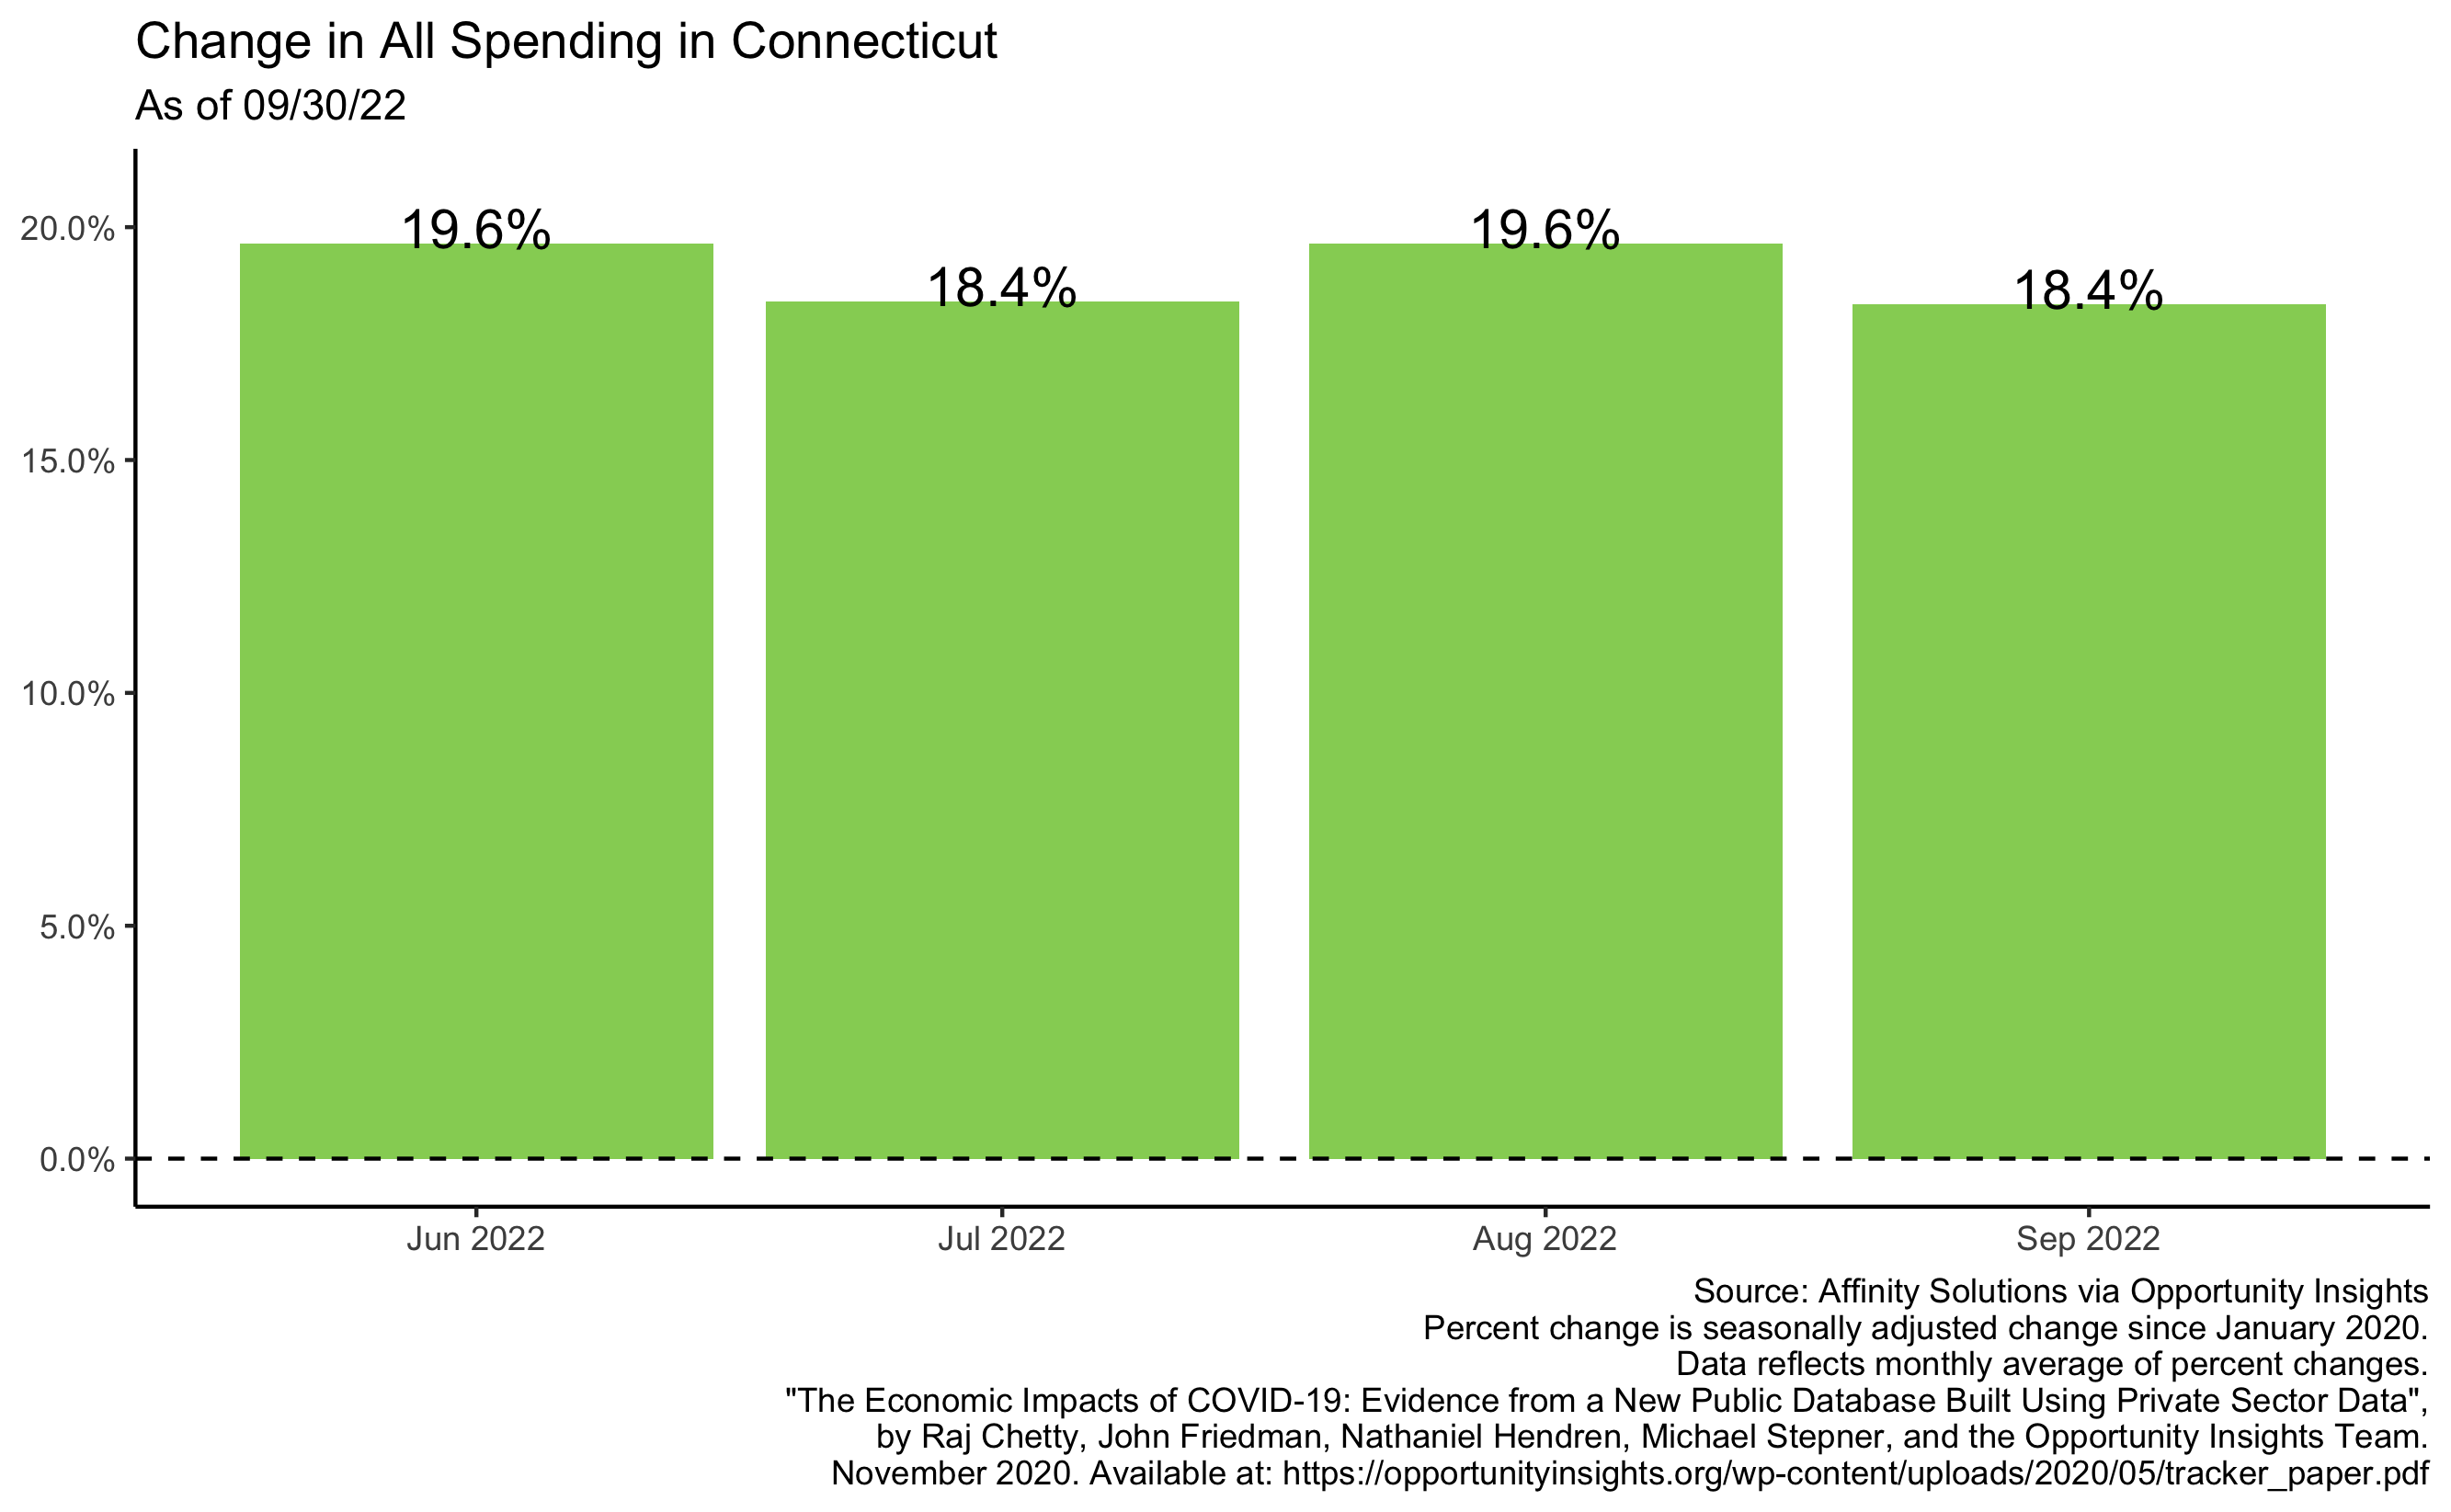 Change in All Spending in Connecticut
As of 09/30/22
20.0%
15.0%
10.0%
5.0%
0.0%
19.6%
18.4%
19.6%
18.4%
Jun 2022
Jul 2022
Aug 2022
Sep 2022
Source: Affinity Solutions via Opportunity Insights
Percent change is seasonally adjusted change since January 2020.
Data reflects monthly average of percent changes.
"The Economic Impacts of COVID-19: Evidence from a New Public Database Built Using Private Sector Data",
by Raj Chetty, John Friedman, Nathaniel Hendren, Michael Stepner, and the Opportunity Insights Team.
November 2020. Available at: https://opportunityinsights.org/wp-content/uploads/2020/05/tracker_paper.pdf